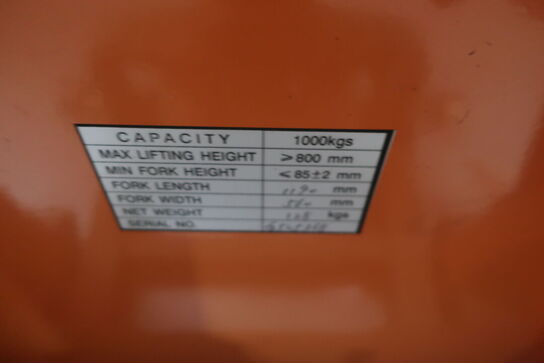 CAPACITY 1000kgs
MAX LIFTING HEIGHT ≥800 mm
MIN FORK HEIGHT ≤85±2 mm
FORK LENGTH mm
FORK WIDTH mm
NET WEIGHT kgs
SERIAL NO.